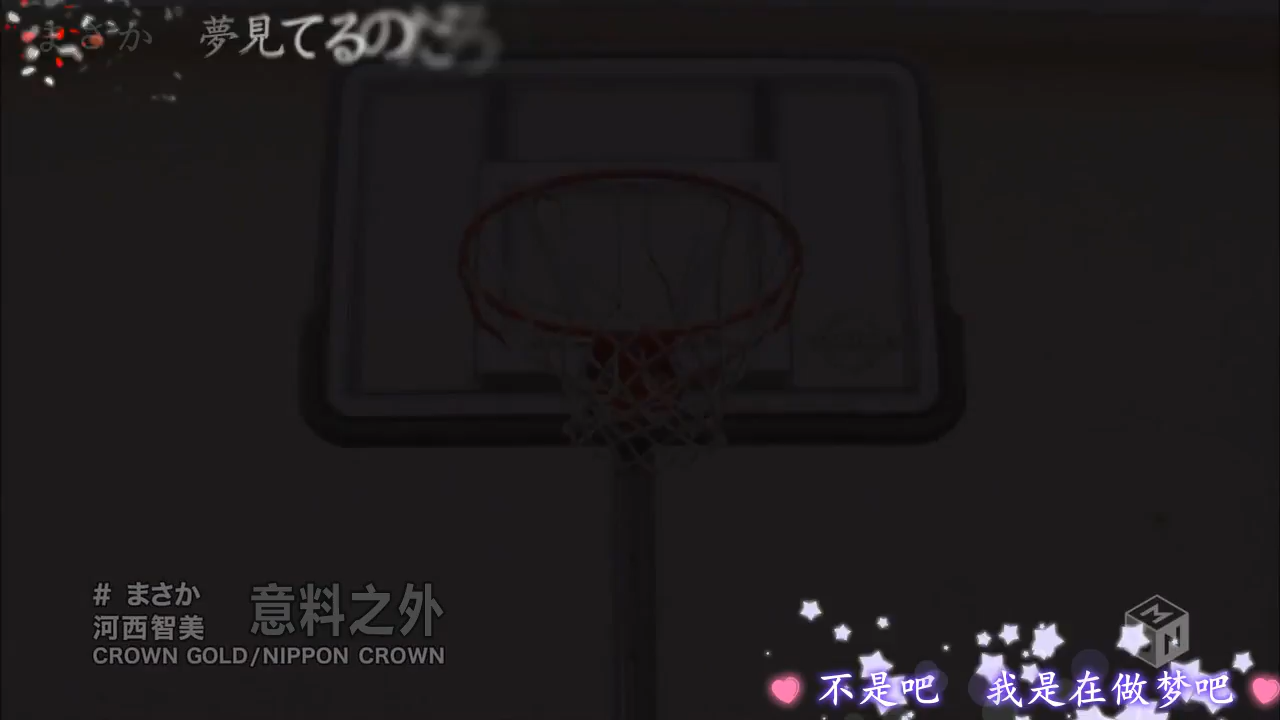 まさか 夢見てるのだろ
# まさか
河西智美
意料之外
CROWN GOLD/NIPPON CROWN
不是吧 我是在做梦吧